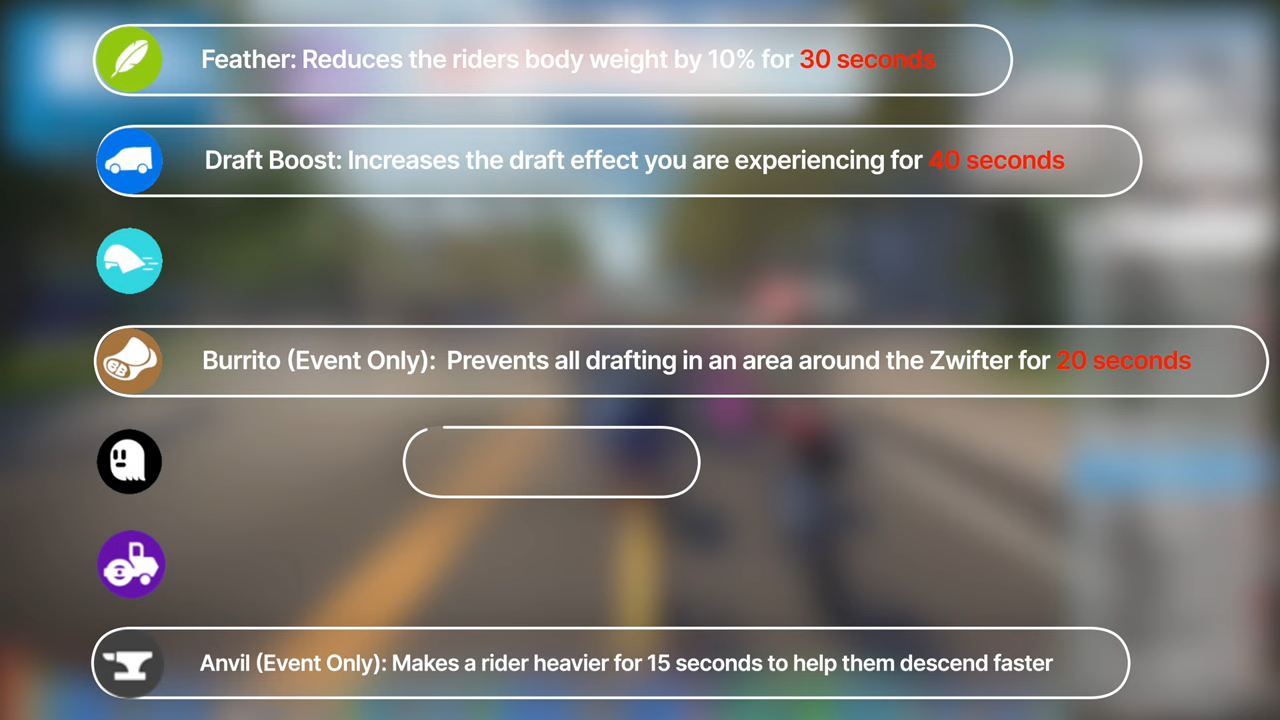 Feather: Reduces the riders body weight by 10% for 30 seconds
Draft Boost: Increases the draft effect you are experiencing for 40 seconds
Burrito (Event Only): Prevents all drafting in an area around the Zwifter for 20 seconds
Anvil (Event Only): Makes a rider heavier for 15 seconds to help them descend faster